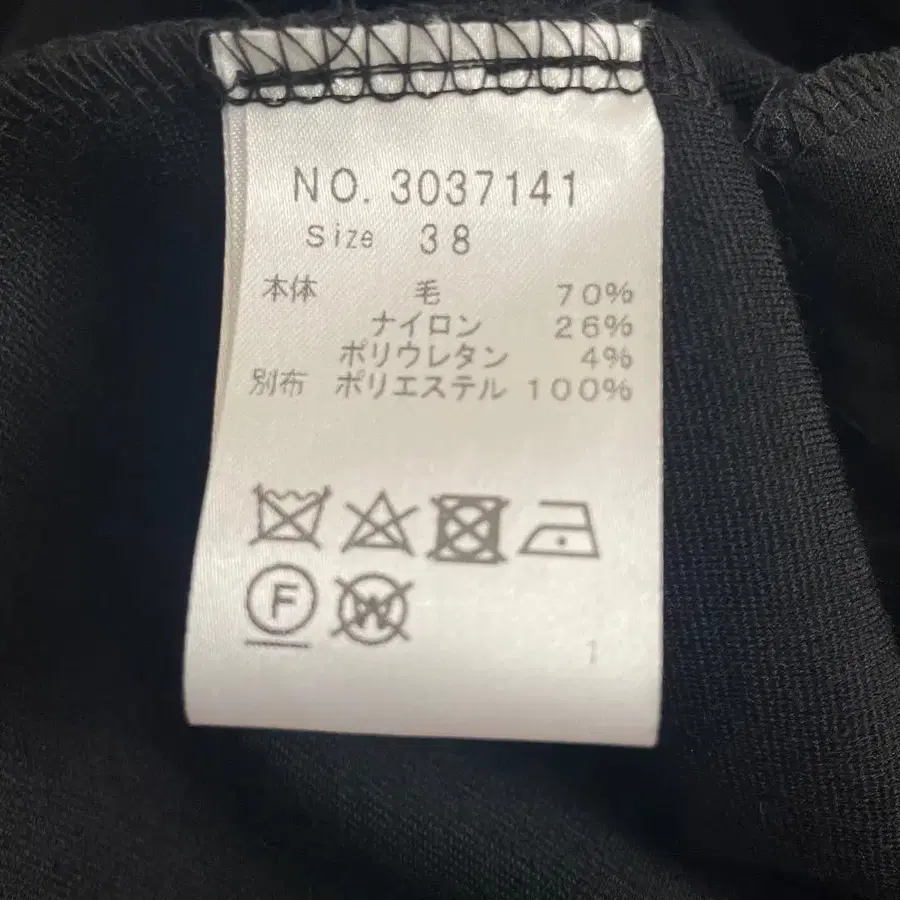 NO. 3037141
Size 38
本体 毛 70%
ナイロン 26%
ポリウレタン 4%
別布 ポリエステル 100%
F W
1